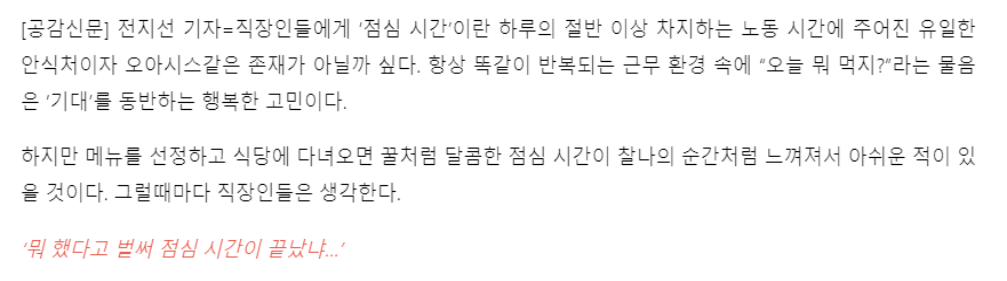 [공감신문] 전지선 기자=직장인들에게 ‘점심 시간’이란 하루의 절반 이상 차지하는 노동 시간에 주어진 유일한
안식처이자 오아시스같은 존재가 아닐까 싶다. 항상 똑같이 반복되는 근무 환경 속에 “오늘 뭐 먹지?”라는 물음
은 ‘기대’를 동반하는 행복한 고민이다.
하지만 메뉴를 선정하고 식당에 다녀오면 꿀처럼 달콤한 점심 시간이 찰나의 순간처럼 느껴져서 아쉬운 적이 있
을 것이다. 그럴때마다 직장인들은 생각한다.
‘뭐 했다고 벌써 점심 시간이 끝났냐...’